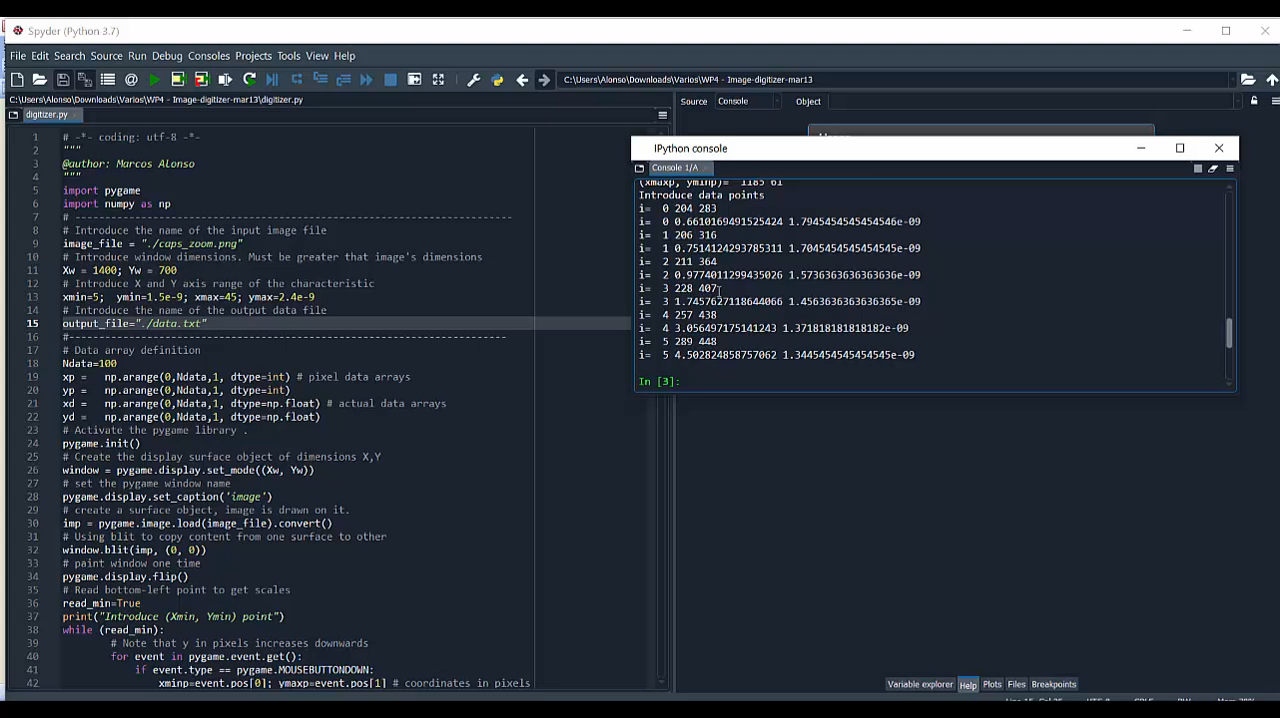 Spyder (Python 3.7)
File Edit Search Source Run Debug Consoles Projects Tools View Help
C:\Users\Alonso\Downloads\Varios\WP4 - Image-digitizer-mar13
C:\Users\Alonso\Downloads\Varios\WP4 - Image-digitizer-mar13\digitizer.py
Source Console Object
digitizer.py
1 # -*- coding: utf-8 -*-
2 """
3 @author: Marcos Alonso
4 """
5 import pygame
6 import numpy as np
7 # -----------------------------------------------------------------
8 # Introduce the name of the input image file
9 image_file = "./caps_zoom.png"
10 # Introduce window dimensions. Must be greater that image's dimensions
11 Xw = 1400; Yw = 700
12 # Introduce X and Y axis range of the characteristic
13 xmin=5; ymin=1.5e-9; xmax=45; ymax=2.4e-9
14 # Introduce the name of the output data file
15 output_file="./data.txt"
16 #-----------------------------------------------------------------
17 # Data array definition
18 Ndata=100
19 xp = np.arange(0,Ndata,1, dtype=int) # pixel data arrays
20 yp = np.arange(0,Ndata,1, dtype=int)
21 xd = np.arange(0,Ndata,1, dtype=np.float) # actual data arrays
22 yd = np.arange(0,Ndata,1, dtype=np.float)
23 # Activate the pygame library .
24 pygame.init()
25 # Create the display surface object of dimensions X,Y
26 window = pygame.display.set_mode((Xw, Yw))
27 # set the pygame window name
28 pygame.display.set_caption('image')
29 # create a surface object, image is drawn on it.
30 imp = pygame.image.load(image_file).convert()
31 # Using blit to copy content from one surface to other
32 window.blit(imp, (0, 0))
33 # paint window one time
34 pygame.display.flip()
35 # Read bottom-left point to get scales
36 read_min=True
37 print("Introduce (Xmin, Ymin) point")
38 while (read_min):
39 # Note that y in pixels increases downwards
40 for event in pygame.event.get():
41 if event.type == pygame.MOUSEBUTTONDOWN:
42 xminp=event.pos[0]; ymaxp=event.pos[1] # coordinates in pixels
IPython console
Console 1/A
(xmaxp, yminp)= 1185 61
Introduce data points
i= 0 204 283
i= 0 0.6610169491525424 1.7945454545454546e-09
i= 1 206 316
i= 1 0.7514124293785311 1.7045454545454545e-09
i= 2 211 364
i= 2 0.9774011299435026 1.5736363636363636e-09
i= 3 228 407
i= 3 1.7457627118644066 1.4563636363636365e-09
i= 4 257 438
i= 4 3.056497175141243 1.371818181818182e-09
i= 5 289 448
i= 5 4.502824858757062 1.3445454545454545e-09
In [3]:
Variable explorer Help Plots Files Breakpoints